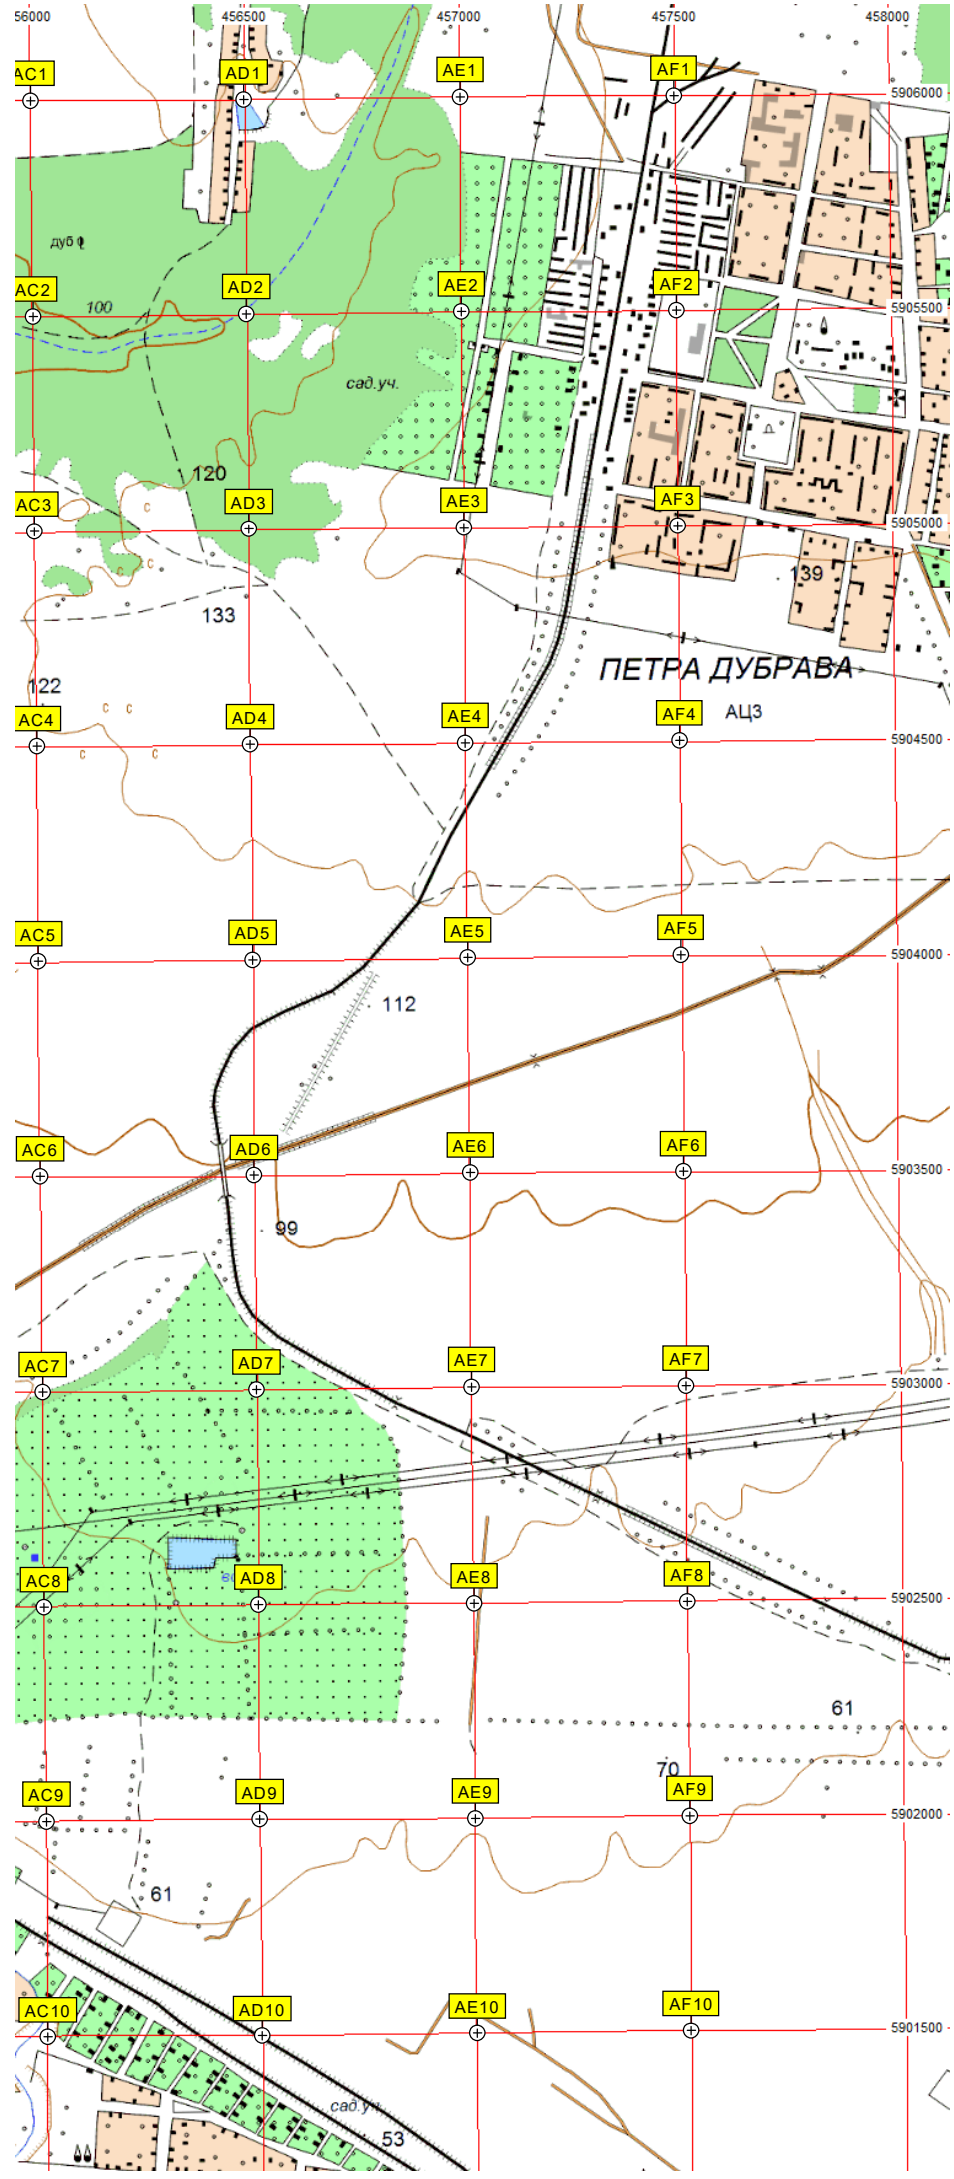 56000 456500 457000 457500 458000
AC1 AD1 AE1 AF1
5906000
дуб
AC2 AD2 AE2 AF2
100
5905500
сад.уч.
120
AC3 AD3 AE3 AF3
5905000
С
С С
139
133
ПЕТРА ДУБРАВА
122
С С
АЦЗ
AC4 AD4 AE4 AF4
5904500
С С
AC5 AD5 AE5 AF5
5904000
112
AC6 AD6 AE6 AF6
5903500
99
AC7 AD7 AE7 AF7
5903000
AC8 AD8 AE8 AF8
5902500
61
70
AC9 AD9 AE9 AF9
5902000
61
AC10 AD10 AE10 AF10
5901500
сад.уч.
53